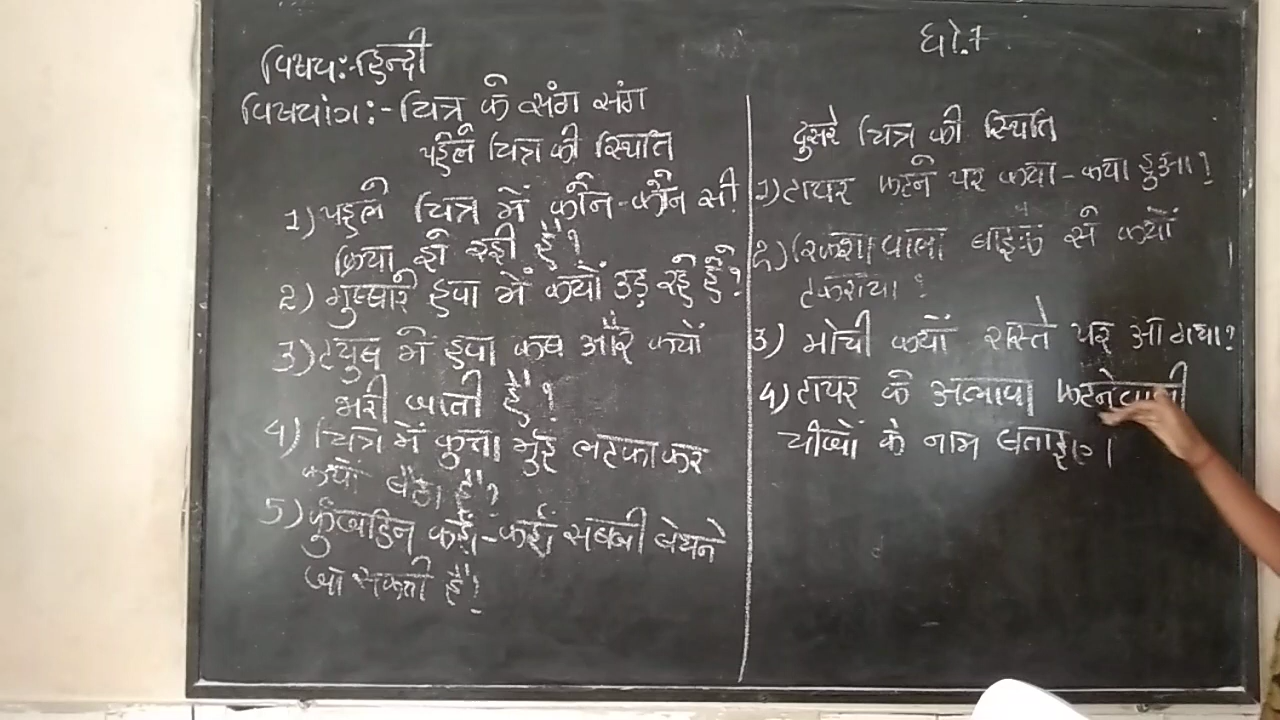 धो.7
विषय:-हिन्दी
विषयांग:-चित्र के संग संग
पहले चित्र की स्थिति
1) पहले चित्र में कौन-कौन सी
क्रिया हो रही है?
2) गुब्बारे हवा में क्यों उड़ रहे है?
3) ट्युब मे हवा कब और क्यों
भरी जाती है?
4) चित्र में कुत्ता मुँह लटकाकर
क्यों बैठा है?
5) कुंजडिन कहाँ-कहाँ सबजी बेचने
जा सकती है?
दुसरे चित्र की स्थिति
1) टायर फटने पर क्या-क्या हुआ?
2) रिक्शावाला बाइक से क्यों
टकराया?
3) मोची क्यों रास्ते पर आ गया?
4) टायर के अलावा फटनेवाली
चीजों के नाम बताइए।